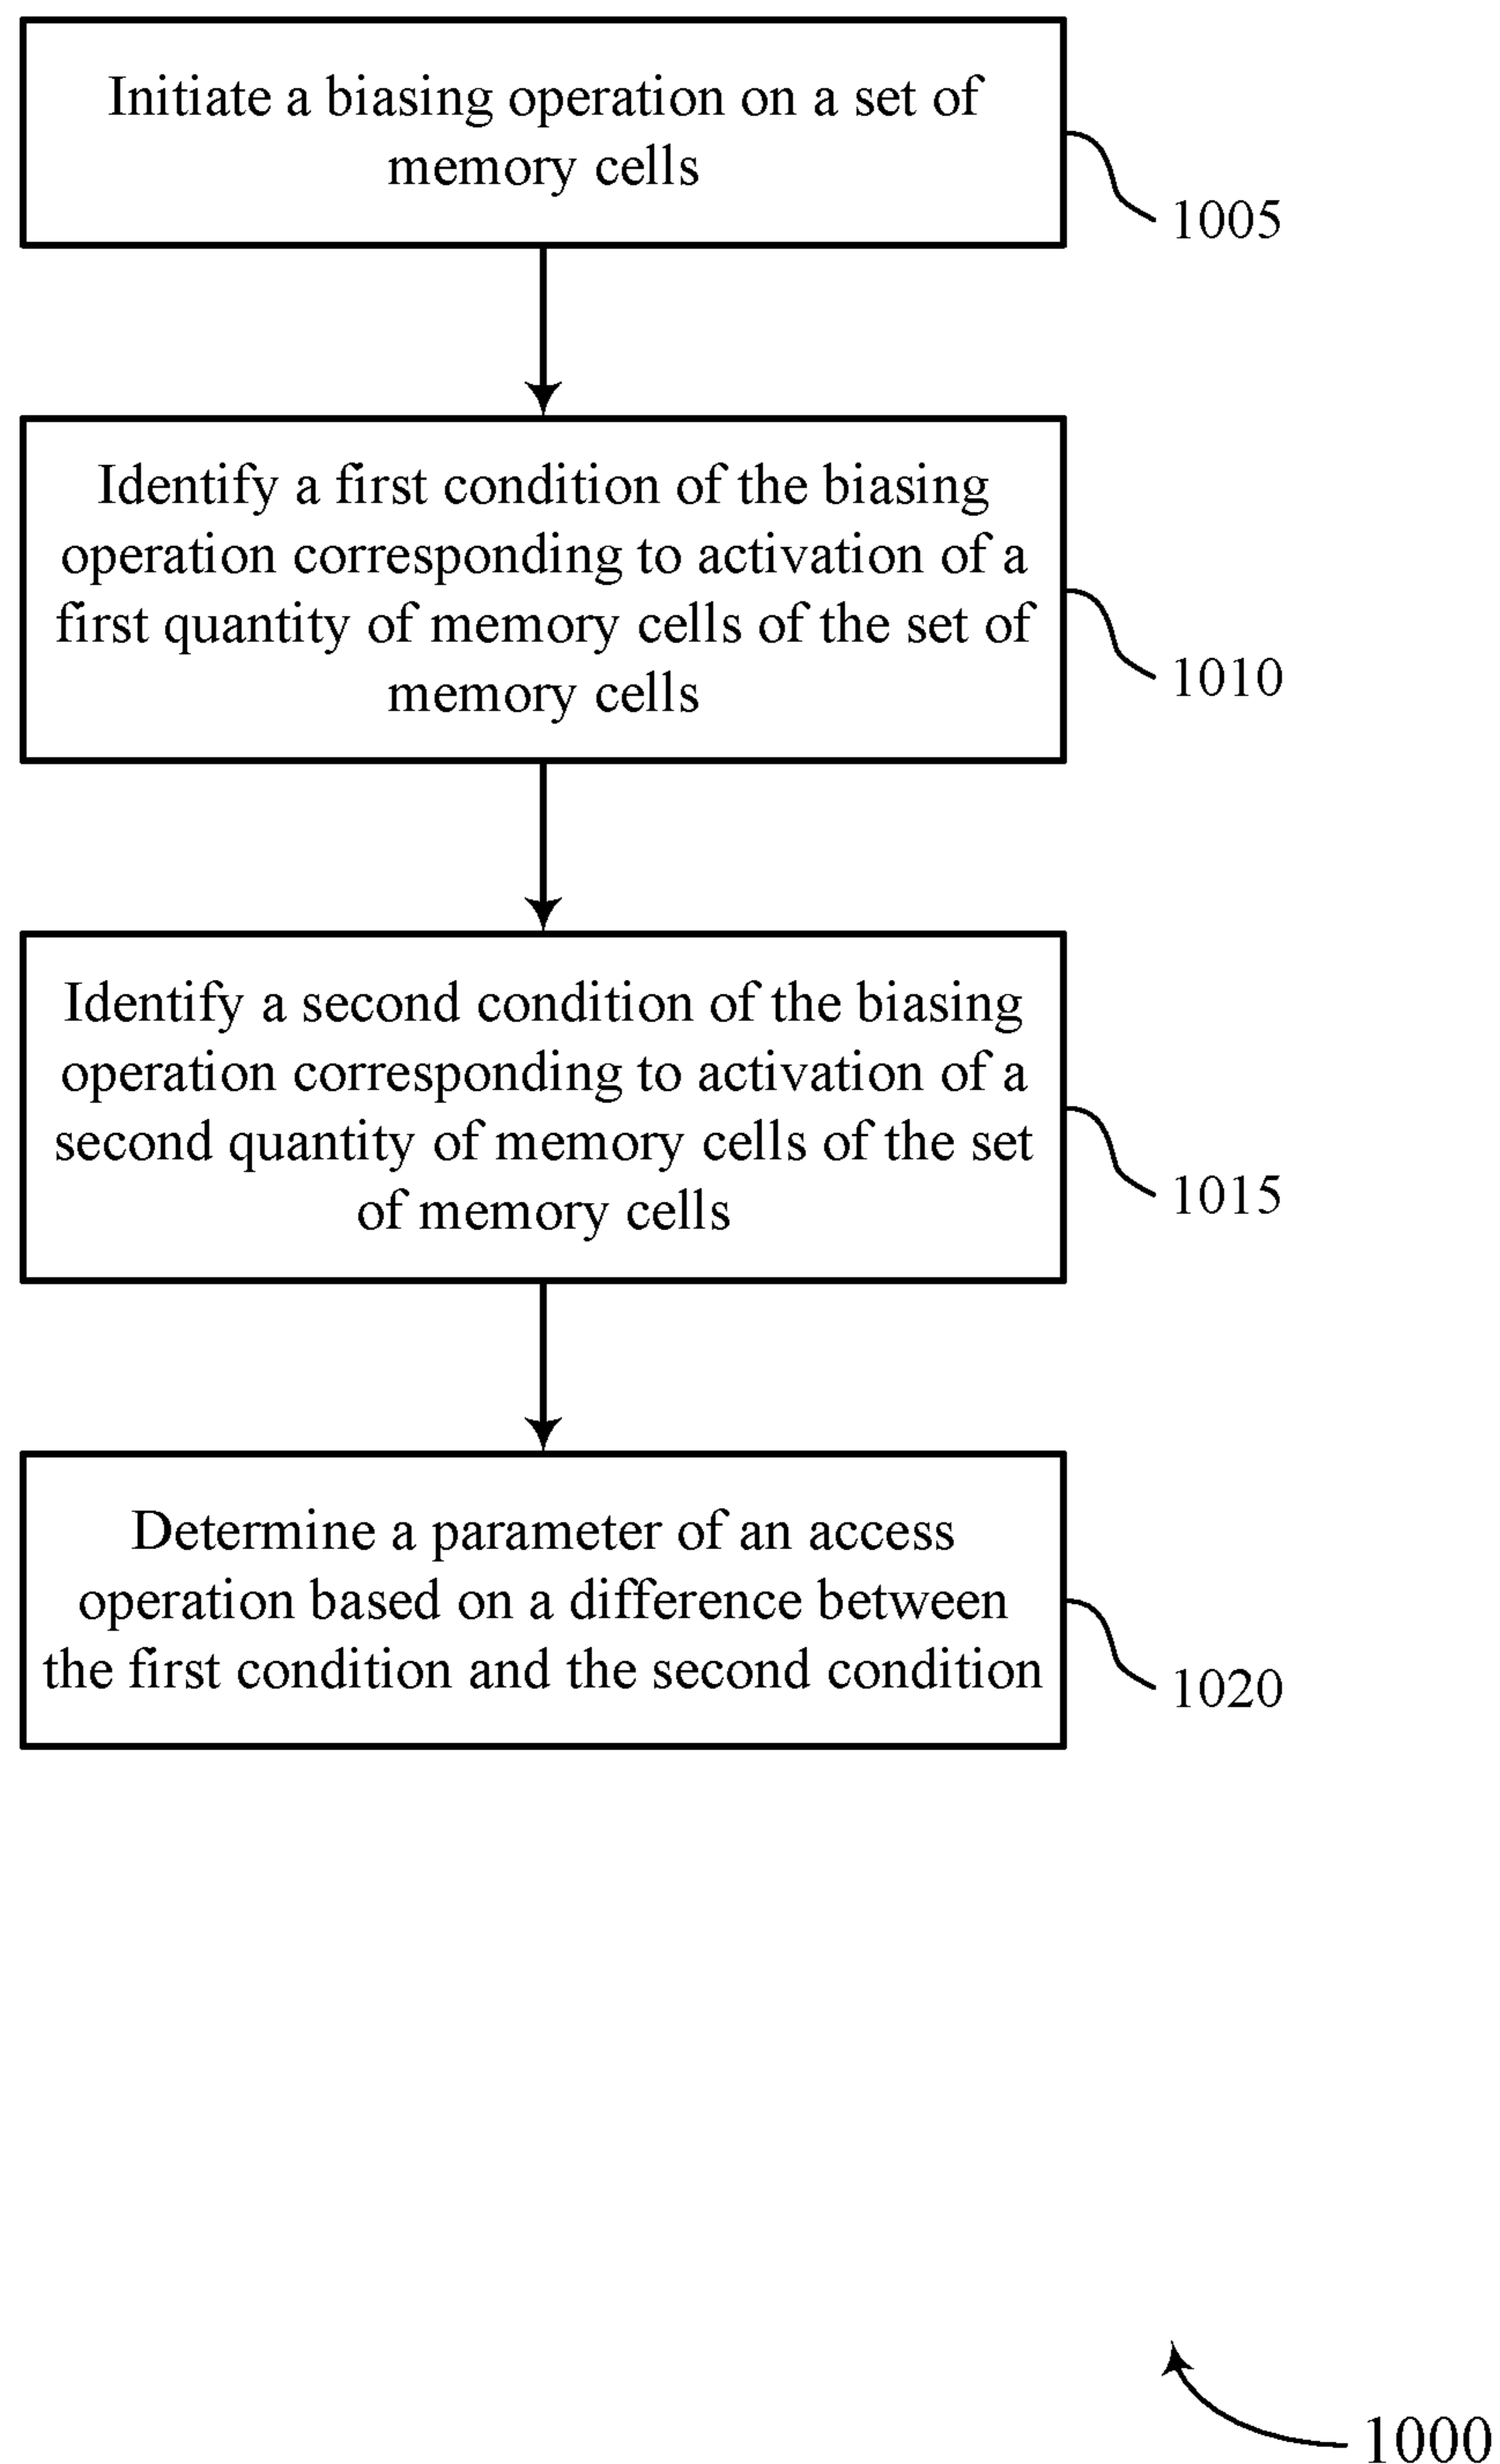 Initiate a biasing operation on a set of
memory cells
1005
Identify a first condition of the biasing
operation corresponding to activation of a
first quantity of memory cells of the set of
memory cells
1010
Identify a second condition of the biasing
operation corresponding to activation of a
second quantity of memory cells of the set
of memory cells
1015
Determine a parameter of an access
operation based on a difference between
the first condition and the second condition
1020
1000